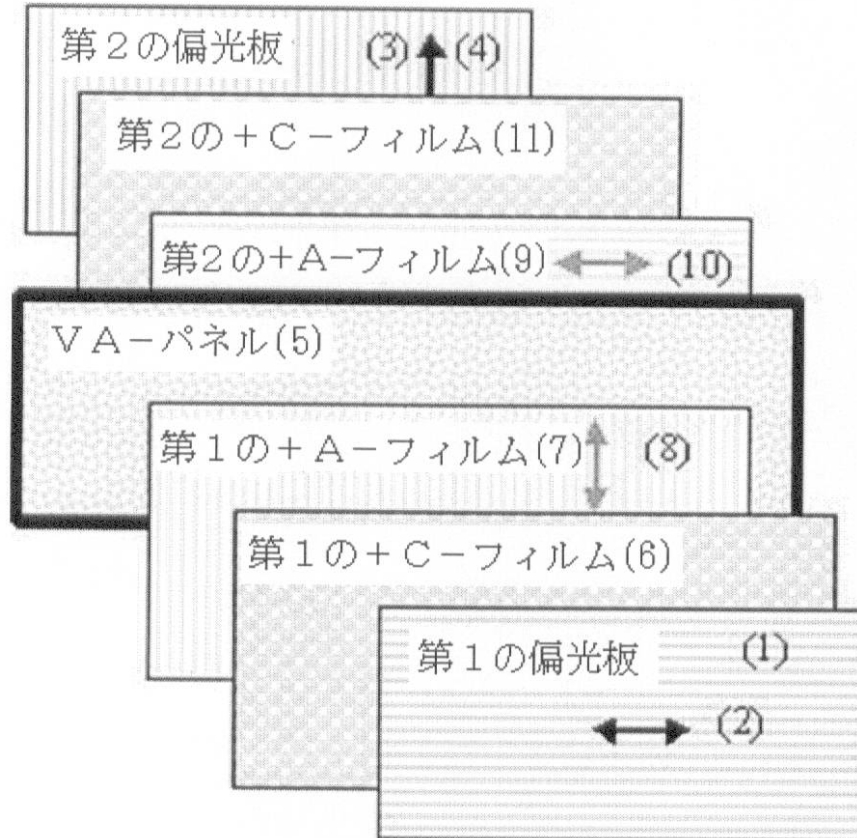 第２の偏光板 (3) (4)
第２の＋Ｃ－フィルム(11)
第２の+A-フィルム(9) (10)
ＶＡ－パネル(5)
第１の＋Ａ－フィルム(7) (8)
第１の＋Ｃ－フィルム(6)
第１の偏光板 (1)
(2)